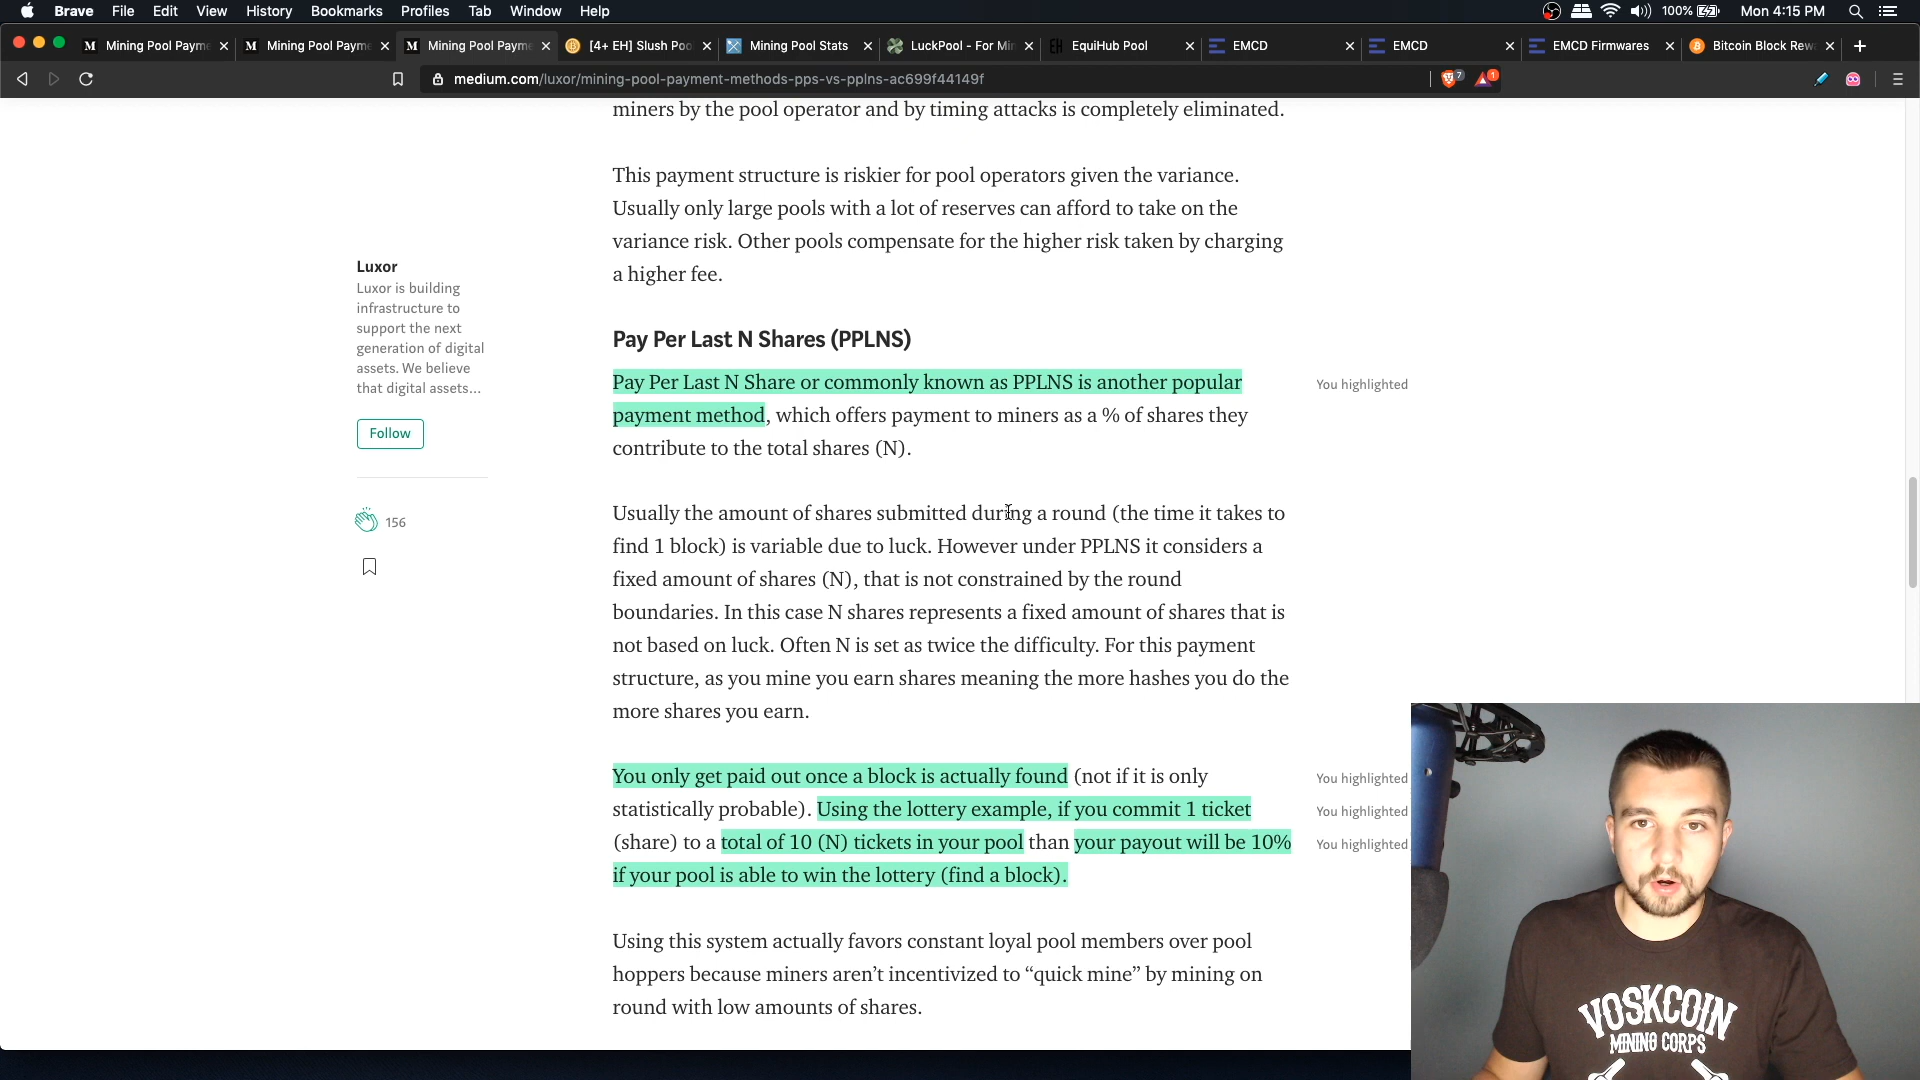 Brave File Edit View History Bookmarks Profiles Tab Window Help 100% Mon 4:15 PM
Mining Pool Payme Mining Pool Payme Mining Pool Payme [4+ EH] Slush Poo Mining Pool Stats LuckPool - For Min EquiHub Pool EMCD EMCD EMCD Firmwares Bitcoin Block Rew
medium.com/luxor/mining-pool-payment-methods-pps-vs-pplns-ac699f44149f 7 1
miners by the pool operator and by timing attacks is completely eliminated.
This payment structure is riskier for pool operators given the variance.
Usually only large pools with a lot of reserves can afford to take on the
variance risk. Other pools compensate for the higher risk taken by charging
a higher fee.
Luxor
Luxor is building
infrastructure to
support the next
generation of digital
assets. We believe
that digital assets...
Follow
156
Pay Per Last N Shares (PPLNS)
Pay Per Last N Share or commonly known as PPLNS is another popular
You highlighted
payment method, which offers payment to miners as a % of shares they
contribute to the total shares (N).
Usually the amount of shares submitted during a round (the time it takes to
find 1 block) is variable due to luck. However under PPLNS it considers a
fixed amount of shares (N), that is not constrained by the round
boundaries. In this case N shares represents a fixed amount of shares that is
not based on luck. Often N is set as twice the difficulty. For this payment
structure, as you mine you earn shares meaning the more hashes you do the
more shares you earn.
You only get paid out once a block is actually found (not if it is only
You highlighted
statistically probable). Using the lottery example, if you commit 1 ticket
You highlighted
(share) to a total of 10 (N) tickets in your pool than your payout will be 10%
You highlighted
if your pool is able to win the lottery (find a block).
Using this system actually favors constant loyal pool members over pool
hoppers because miners aren't incentivized to “quick mine” by mining on
round with low amounts of shares.
VOSKCOIN
MINING CORPS